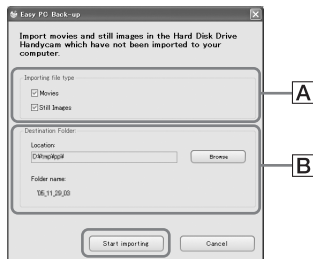 Easy PC Back-up
Import movies and still images in the Hard Disk Drive
Handycam which have not been imported to your
computer.
Importing file type
Movies
A
Still Images
Destination Folder
Location:
Browse
B
Folder name:
'05_11_29_03
Start importing
Cancel